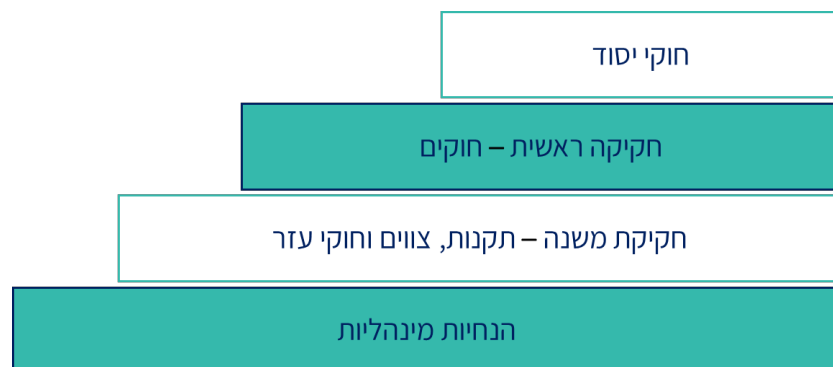 חוקי יסוד
חקיקה ראשית – חוקים
חקיקת משנה – תקנות, צווים וחוקי עזר
הנחיות מינהליות